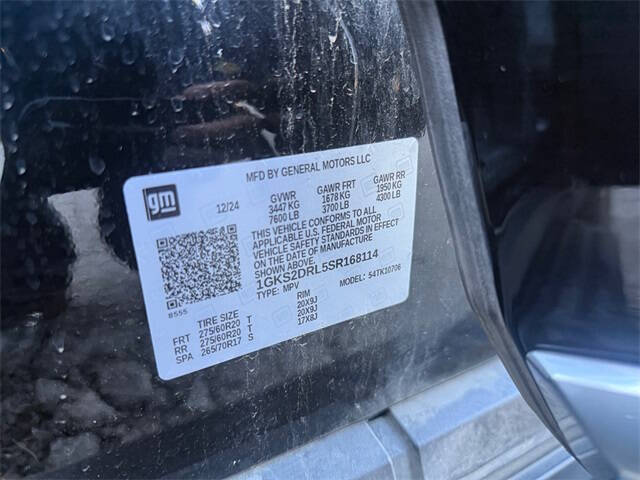 MFD BY GENERAL MOTORS LLC
gm
12/24
GVWR GAWR FRT GAWR RR
3447 KG 1678 KG 1950 KG
7600 LB 3700 LB 4300 LB
THIS VEHICLE CONFORMS TO ALL
APPLICABLE U.S. FEDERAL MOTOR
VEHICLE SAFETY STANDARDS IN EFFECT
ON THE DATE OF MANUFACTURE
SHOWN ABOVE.
1GKS2DRL5SR168114
TYPE: MPV MODEL: 54TK10706
8555
TIRE SIZE RIM
FRT 275/60R20 T 20X9J
RR 275/60R20 T 20X9J
SPA 265/70R17 S 17X8J